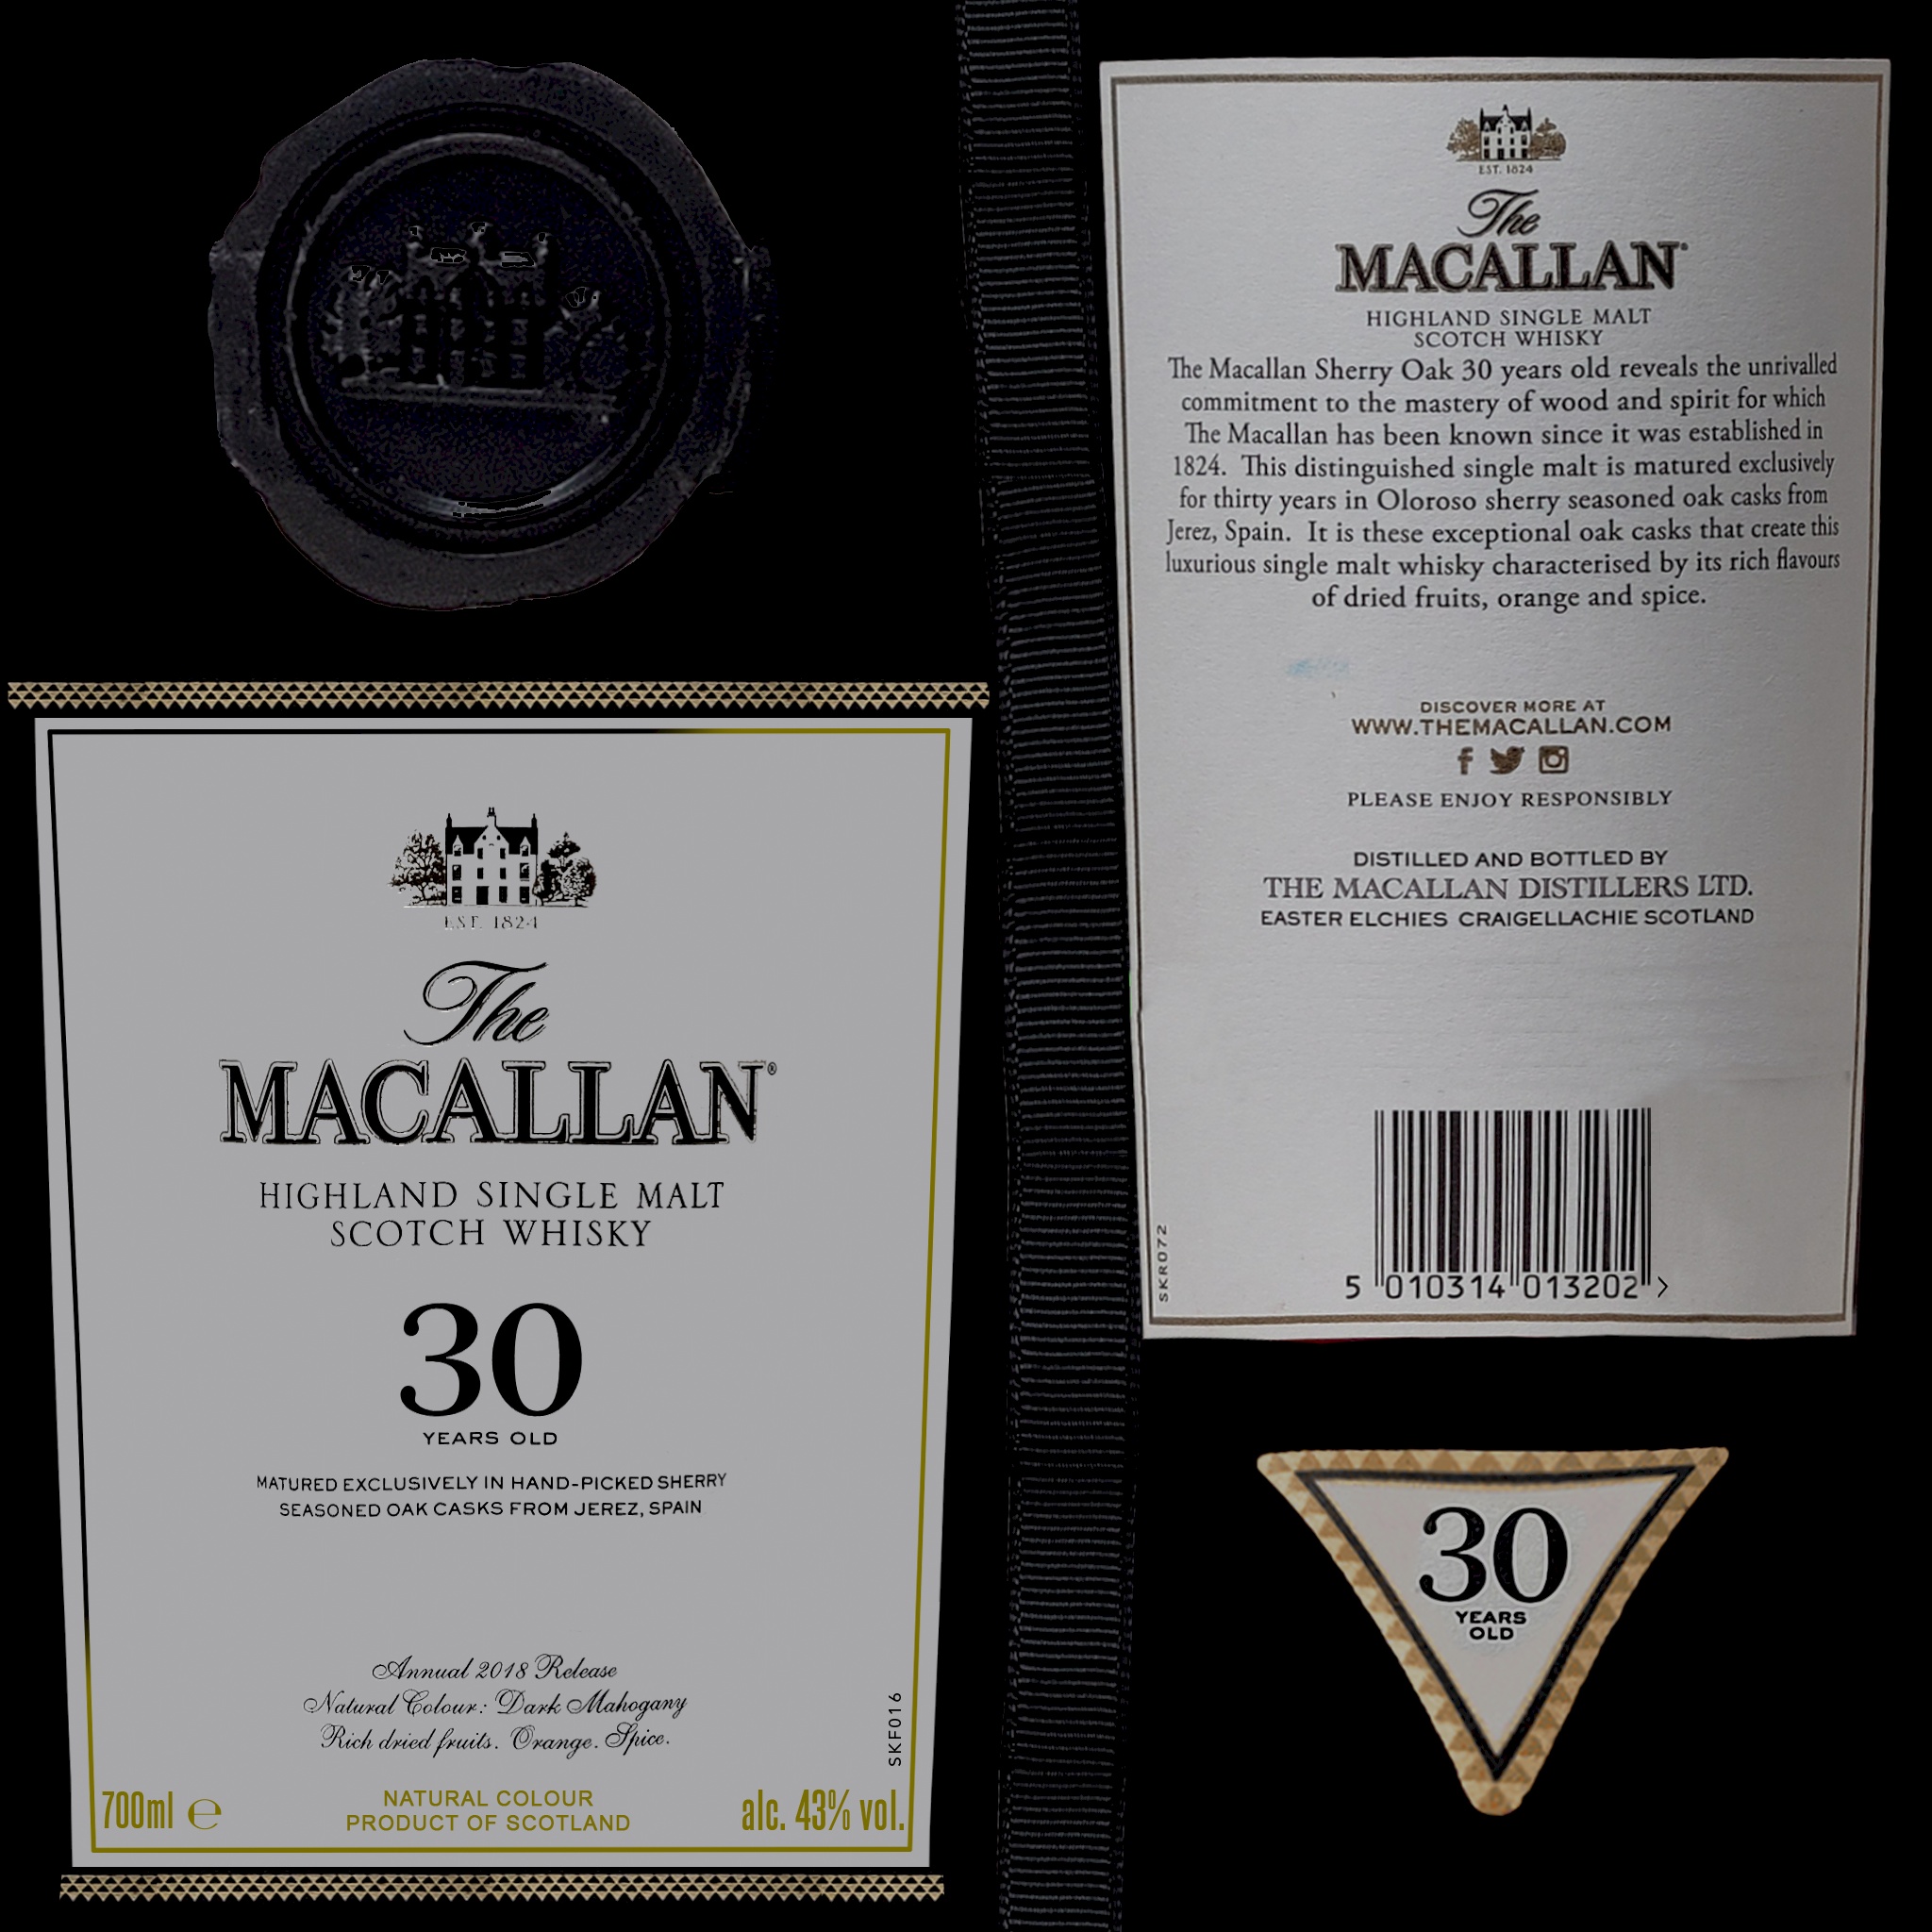 EST. 1824
The
MACALLAN®
HIGHLAND SINGLE MALT
SCOTCH WHISKY
30
YEARS OLD
MATURED EXCLUSIVELY IN HAND-PICKED SHERRY
SEASONED OAK CASKS FROM JEREZ, SPAIN
Annual 2018 Release
Natural Colour: Dark Mahogany
Rich dried fruits. Orange. Spice.
SKF016
700ml ℮
NATURAL COLOUR
PRODUCT OF SCOTLAND
alc. 43% vol.
EST. 1824
The
MACALLAN®
HIGHLAND SINGLE MALT
SCOTCH WHISKY
The Macallan Sherry Oak 30 years old reveals the unrivalled
commitment to the mastery of wood and spirit for which
The Macallan has been known since it was established in
1824. This distinguished single malt is matured exclusively
for thirty years in Oloroso sherry seasoned oak casks from
Jerez, Spain. It is these exceptional oak casks that create this
luxurious single malt whisky characterised by its rich flavours
of dried fruits, orange and spice.
DISCOVER MORE AT
WWW.THEMACALLAN.COM
PLEASE ENJOY RESPONSIBLY
DISTILLED AND BOTTLED BY
THE MACALLAN DISTILLERS LTD.
EASTER ELCHIES CRAIGELLACHIE SCOTLAND
SKR072
5 010314 013202 >
30
YEARS
OLD